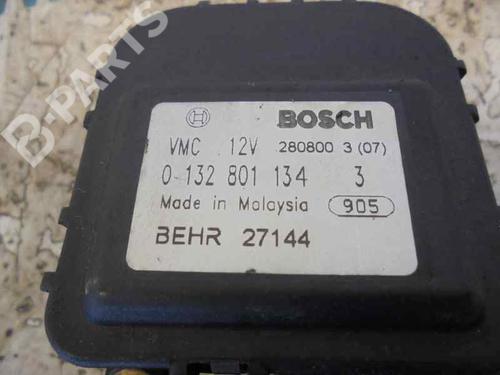 B-PARTS
BOSCH
VMC 12V 280800 3 (07)
0 132 801 134 3
Made in Malaysia 905
BEHR 27144